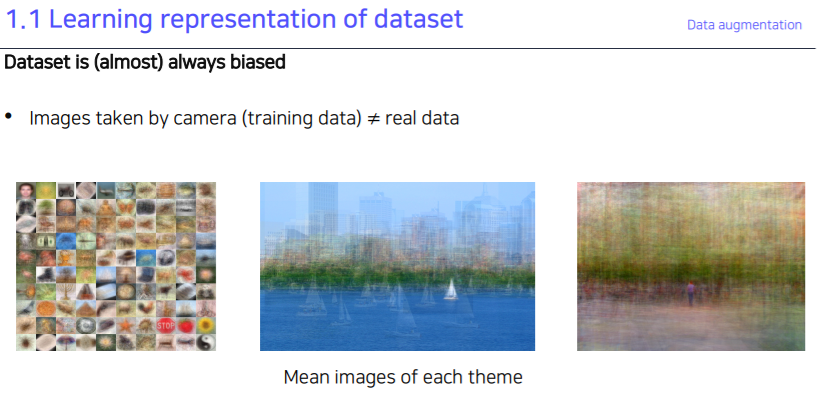 1.1 Learning representation of dataset
Data augmentation
Dataset is (almost) always biased
• Images taken by camera (training data) ≠ real data
STOP
Mean images of each theme